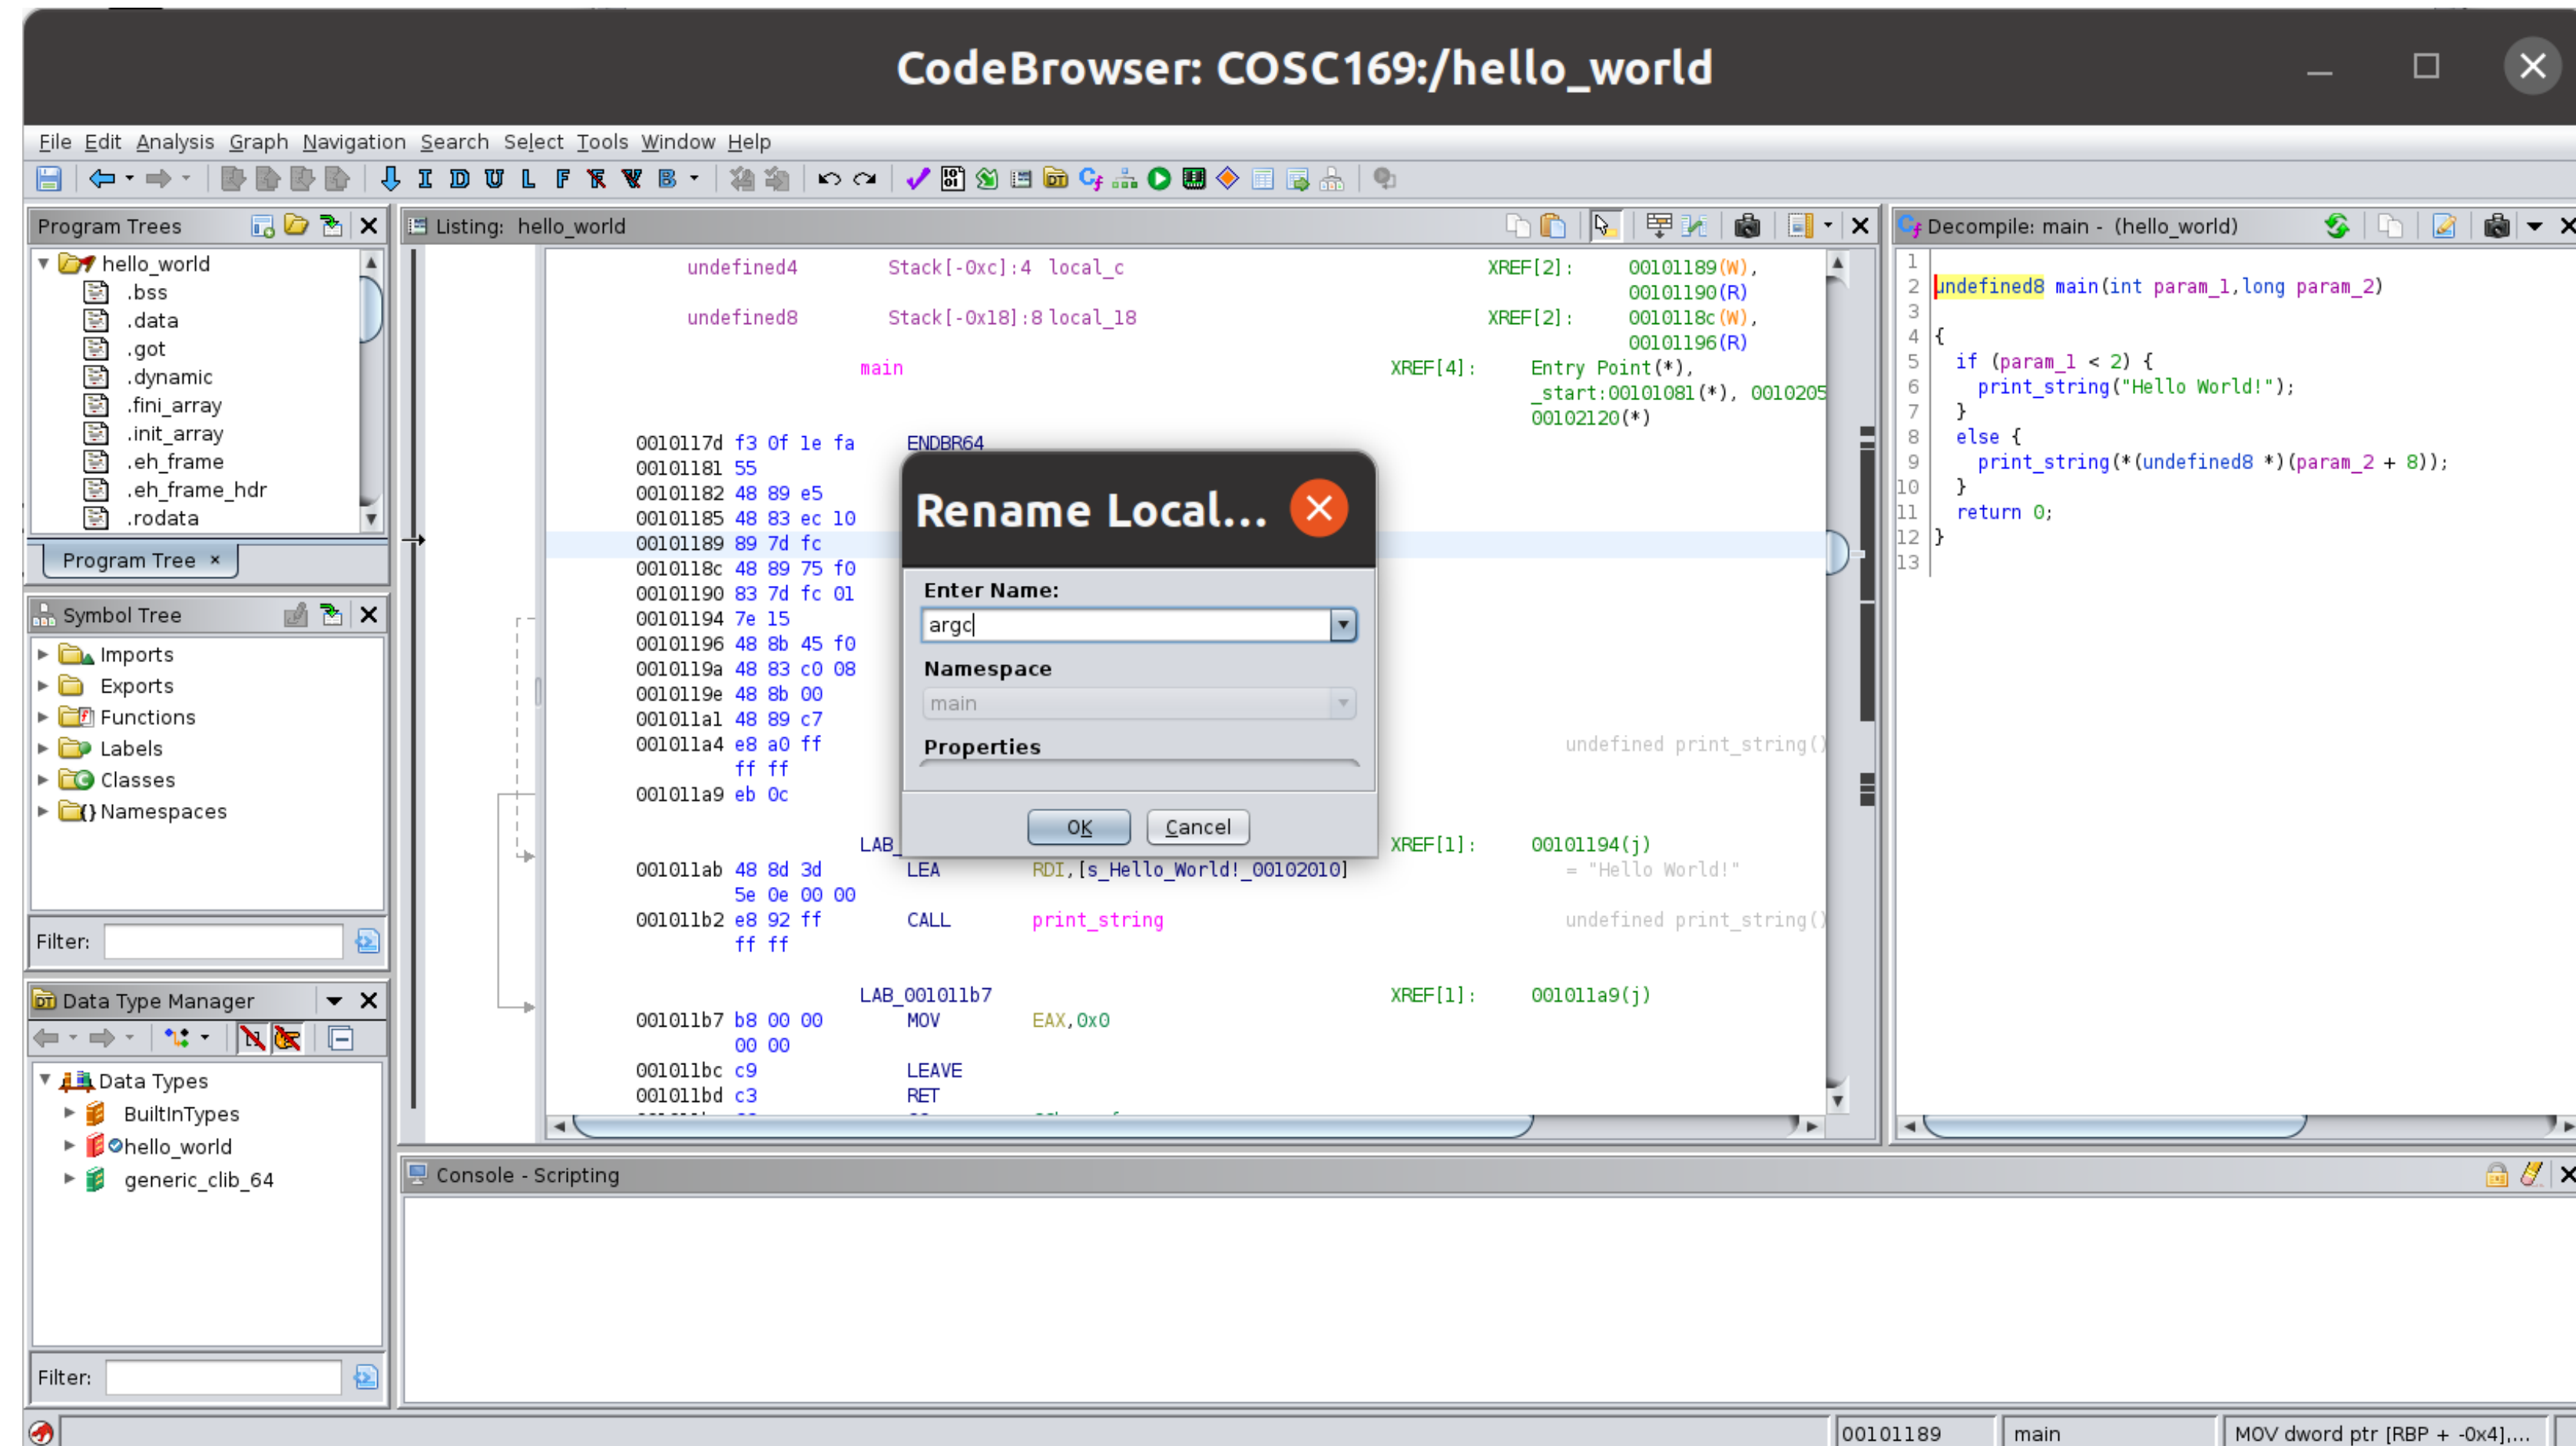 CodeBrowser: COSC169:/hello_world
File Edit Analysis Graph Navigation Search Select Tools Window Help
I D U L F R V B
Program Trees
hello_world
.bss
.data
.got
.dynamic
.fini_array
.init_array
.eh_frame
.eh_frame_hdr
.rodata
Program Tree ×
Symbol Tree
Imports
Exports
Functions
Labels
Classes
Namespaces
Filter:
Data Type Manager
Data Types
BuiltInTypes
hello_world
generic_clib_64
Filter:
Listing: hello_world
undefined4 Stack[-0xc]:4 local_c XREF[2]: 00101189(W),
00101190(R)
undefined8 Stack[-0x18]:8 local_18 XREF[2]: 0010118c(W),
00101196(R)
main XREF[4]: Entry Point(*),
_start:00101081(*), 0010205
00102120(*)
0010117d f3 0f 1e fa ENDBR64
00101181 55
00101182 48 89 e5
00101185 48 83 ec 10
00101189 89 7d fc
0010118c 48 89 75 f0
00101190 83 7d fc 01
00101194 7e 15
00101196 48 8b 45 f0
0010119a 48 83 c0 08
0010119e 48 8b 00
001011a1 48 89 c7
001011a4 e8 a0 ff undefined print_string()
ff ff
001011a9 eb 0c
LAB_ XREF[1]: 00101194(j)
001011ab 48 8d 3d LEA RDI,[s_Hello_World!_00102010] = "Hello World!"
5e 0e 00 00
001011b2 e8 92 ff CALL print_string undefined print_string()
ff ff
LAB_001011b7 XREF[1]: 001011a9(j)
001011b7 b8 00 00 MOV EAX,0x0
00 00
001011bc c9 LEAVE
001011bd c3 RET
Rename Local...
Enter Name:
argc
Namespace
main
Properties
OK Cancel
Decompile: main - (hello_world)
1
2 undefined8 main(int param_1,long param_2)
3
4 {
5 if (param_1 < 2) {
6 print_string("Hello World!");
7 }
8 else {
9 print_string(*(undefined8 *)(param_2 + 8));
10 }
11 return 0;
12 }
13
Console - Scripting
00101189 main MOV dword ptr [RBP + -0x4],...